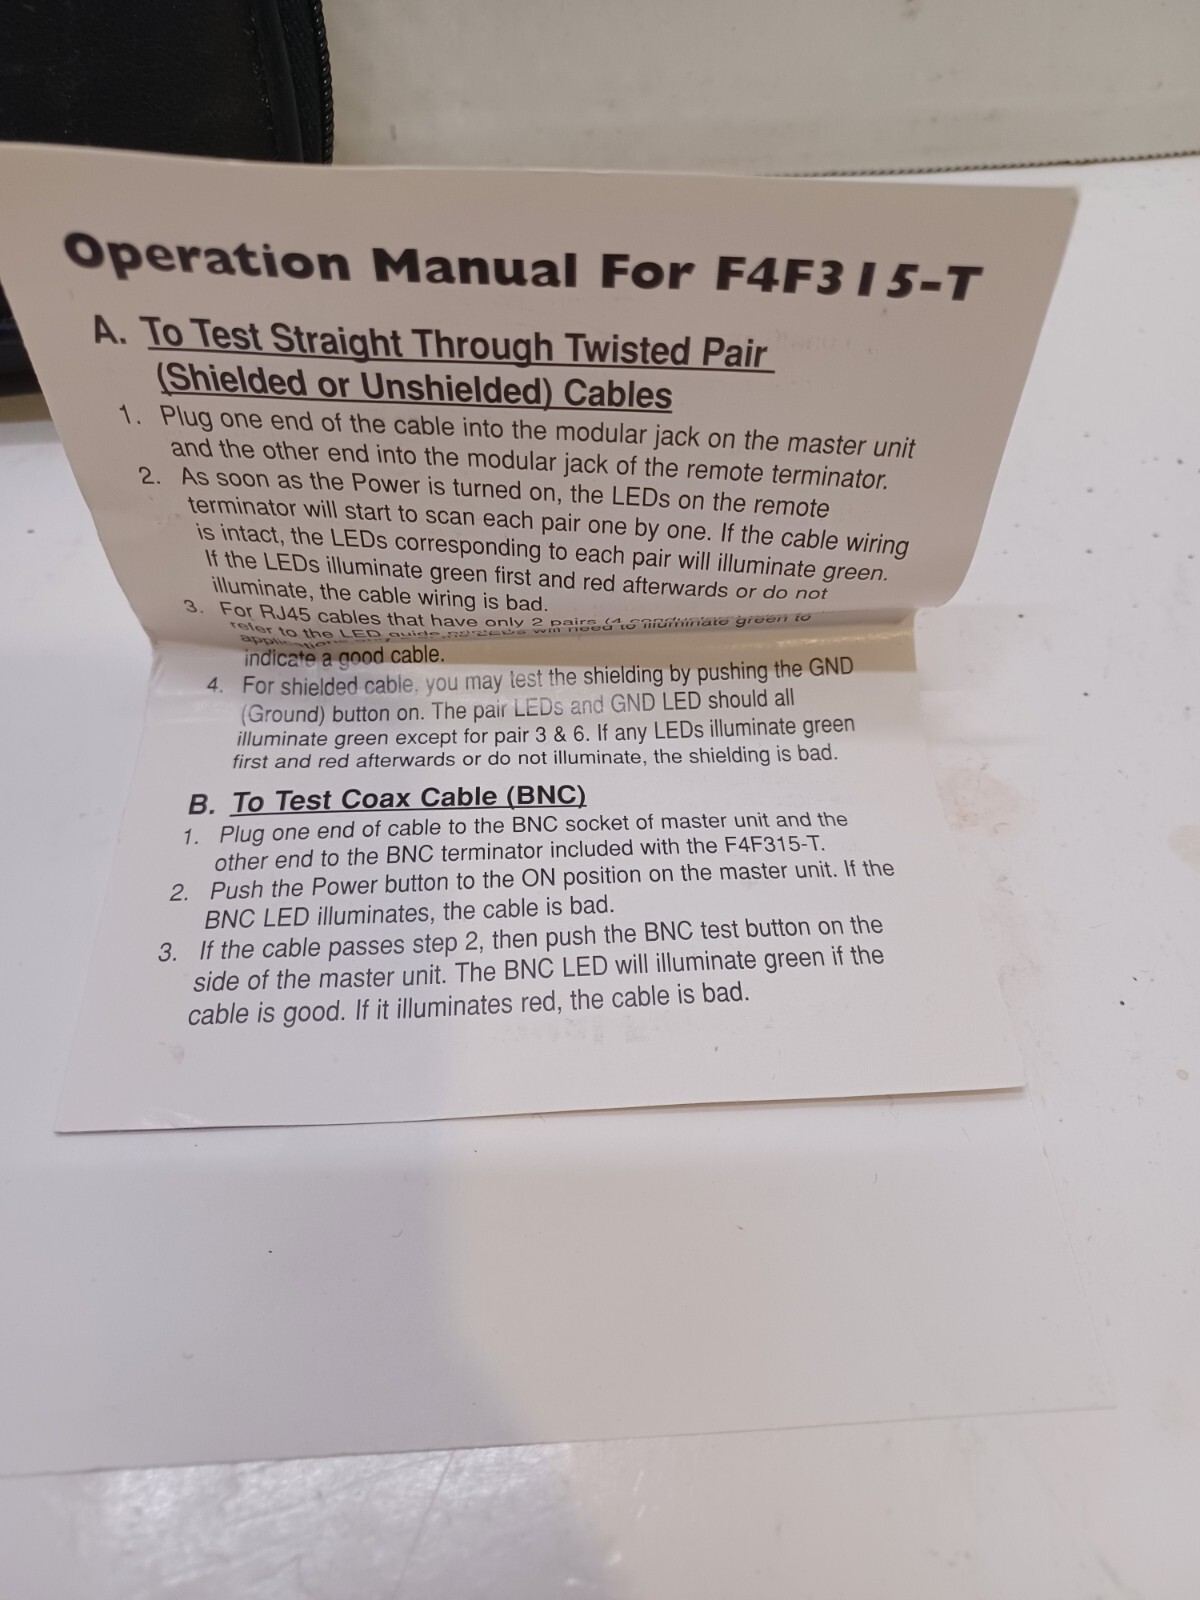 Operation Manual For F4F315-T
A. To Test Straight Through Twisted Pair
(Shielded or Unshielded) Cables
1. Plug one end of the cable into the modular jack on the master unit
and the other end into the modular jack of the remote terminator.
2. As soon as the Power is turned on, the LEDs on the remote
terminator will start to scan each pair one by one. If the cable wiring
is intact, the LEDs corresponding to each pair will illuminate green.
If the LEDs illuminate green first and red afterwards or do not
illuminate, the cable wiring is bad.
3. For RJ45 cables that have only 2 pairs (4
refer to the LED guide
will need to illuminate green to
indicate a good cable.
4. For shielded cable, you may test the shielding by pushing the GND
(Ground) button on. The pair LEDs and GND LED should all
illuminate green except for pair 3 & 6. If any LEDs illuminate green
first and red afterwards or do not illuminate, the shielding is bad.
B. To Test Coax Cable (BNC)
1. Plug one end of cable to the BNC socket of master unit and the
other end to the BNC terminator included with the F4F315-T.
2. Push the Power button to the ON position on the master unit. If the
BNC LED illuminates, the cable is bad.
3. If the cable passes step 2, then push the BNC test button on the
side of the master unit. The BNC LED will illuminate green if the
cable is good. If it illuminates red, the cable is bad.